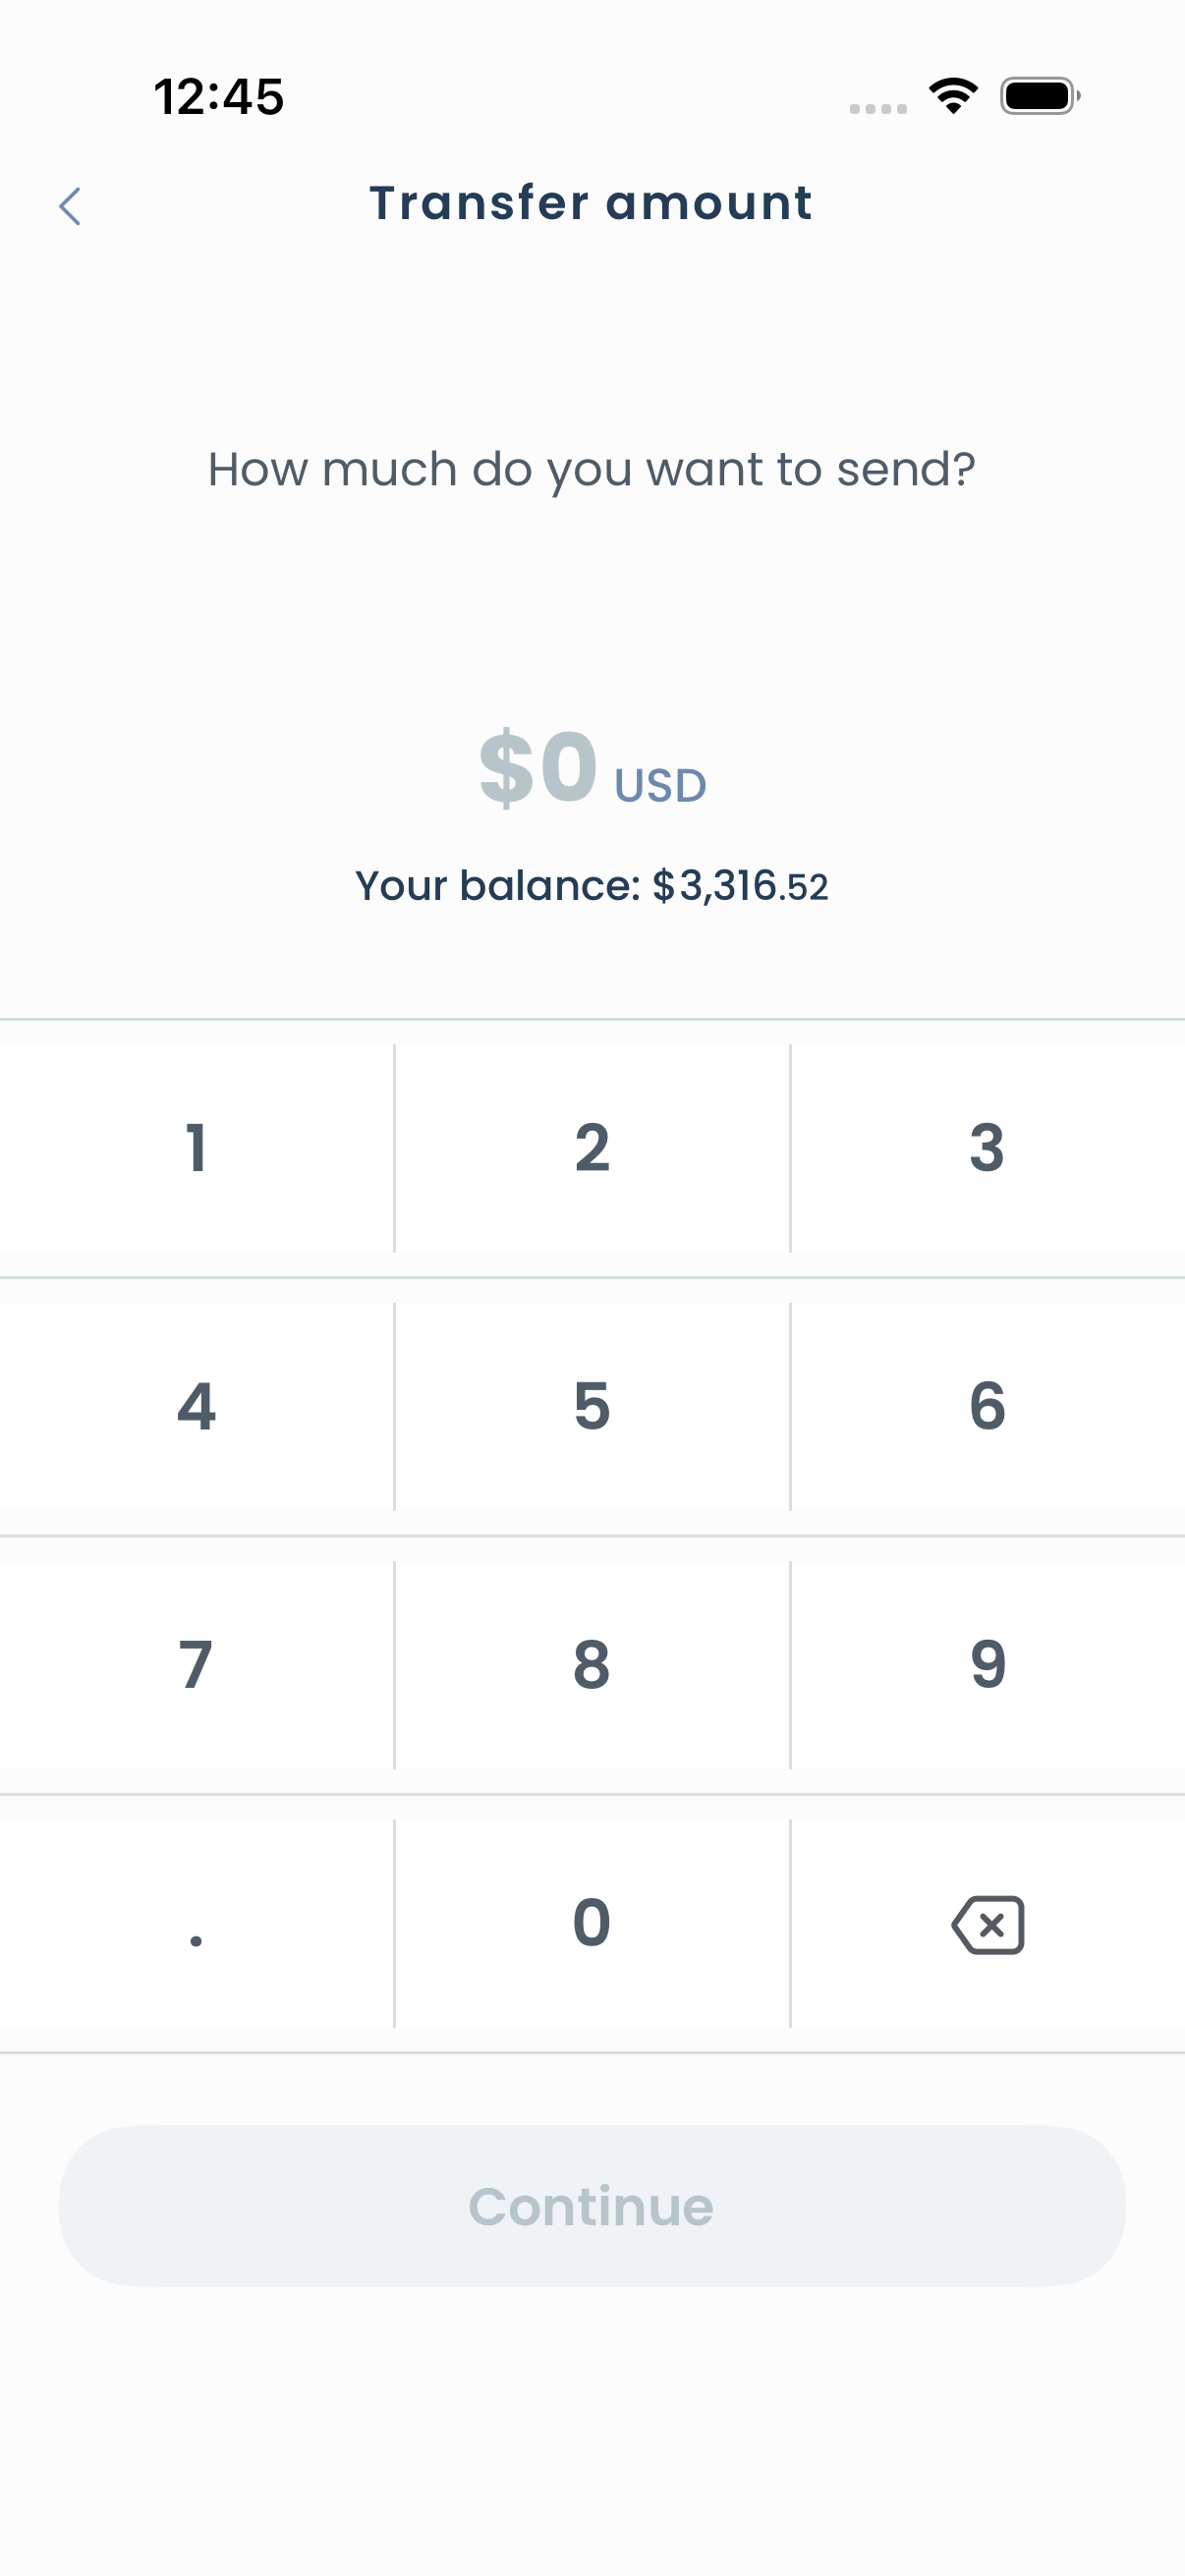 12:45
Transfer amount
How much do you want to send?
$0 USD
Your balance: $3,316.52
1 2 3
4 5 6
7 8 9
. 0
Continue